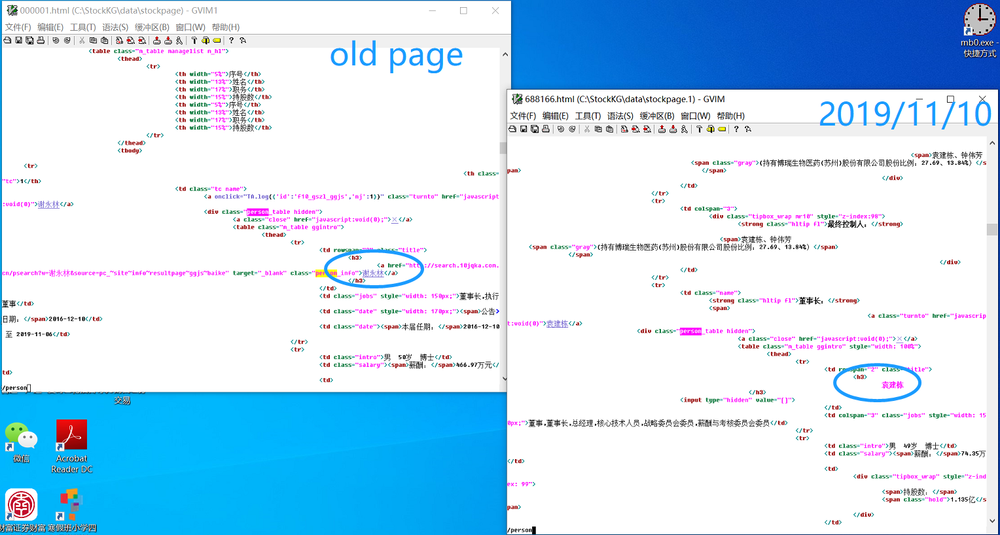 000001.html (C:\StockKG\data\stockpage) - GVIM1
文件(F) 编辑(E) 工具(T) 语法(S) 缓冲区(B) 窗口(W) 帮助(H)
old page
<table class="m_table managelist m_hl">
<thead>
<tr>
<th width="5%">序号</th>
<th width="13%">姓名</th>
<th width="17%">职务</th>
<th width="15%">持股数</th>
<th width="5%">序号</th>
<th width="13%">姓名</th>
<th width="17%">职务</th>
<th width="15%">持股数</th>
</tr>
</thead>
<tbody>
<tr>
<th class=
"tc">1</th>
<td class="tc name">
<a onclick="TA.log({'id':'f10_gszl_ggjs','nj':1})" class="turnto" href="javascript
:void(0)">谢永林</a>
<div class="person_table hidden">
<a class="close" href="javascript:void(0);">×</a>
<table class="m_table ggintro">
<thead>
<tr>
<td rowspan="2" class="title">
<h3>
<a href="http://search.10jqka.com.
cn/psearch?w=谢永林&source=pc_~site~info~resultpage~ggjs~baike" target="_blank" class="person_info">谢永林</a>
</h3>
</td>
<td class="jobs" style="width: 150px;">董事长,执行
董事</td>
<td class="date" style="width: 170px;"><span>公告
日期：</span>2016-12-10</td>
<td class="date"><span>本届任期：</span>2016-12-10
至 2019-11-06</td>
</tr>
<tr>
<td class="intro">男 50岁 博士</td>
<td class="salary"><span>薪酬：</span>466.97万元</
td>
<td>
/person
交易
微信
Acrobat
Reader DC
财富证券财富
寒假班小学四
mb0.exe -
快捷方式
688166.html (C:\StockKG\data\stockpage.1) - GVIM
文件(F) 编辑(E) 工具(T) 语法(S) 缓冲区(B) 窗口(W) 帮助(H)
2019/11/10
<span>袁建栋、钟伟芳
<span class="gray">(持有博瑞生物医药(苏州)股份有限公司股份比例：27.69、13.84%）</s
pan>
</span>
</div>
</td>
</tr>
<tr>
<td colspan="3">
<div class="tipbox_wrap mr10" style="z-index:98">
<strong class="hltip fl">最终控制人：</strong>
<span>袁建栋、钟伟芳
<span class="gray">(持有博瑞生物医药(苏州)股份有限公司股份比例：27.69、13.84%）</span>
</span>
</div>
</td>
</tr>
<tr>
<td class="name">
<strong class="hltip fl">董事长：</strong>
<span>
<a class="turnto" href="javascrip
t:void(0)">袁建栋</a>
<div class="person_table hidden">
<a class="close" href="javascript:void(0);">×</a>
<table class="m_table ggintro" style="width: 100%">
<thead>
<tr>
<td rowspan="2" class="title">
<h3>
袁建栋
</h3>
<input type="hidden" value="[]">
</td>
<td colspan="3" class="jobs" style="width: 15
0px;">董事,董事长,总经理,核心技术人员,战略委员会委员,薪酬与考核委员会委员</td>
</tr>
<tr>
<td class="intro">男 49岁 博士</td>
<td class="salary"><span>薪酬：</span>74.35万
</td>
<td>
<div class="tipbox_wrap" style="z-ind
ex: 99">
<span>持股数：</span>
<span class="hold">1.135亿</s
pan>
</div>
</td>
/person